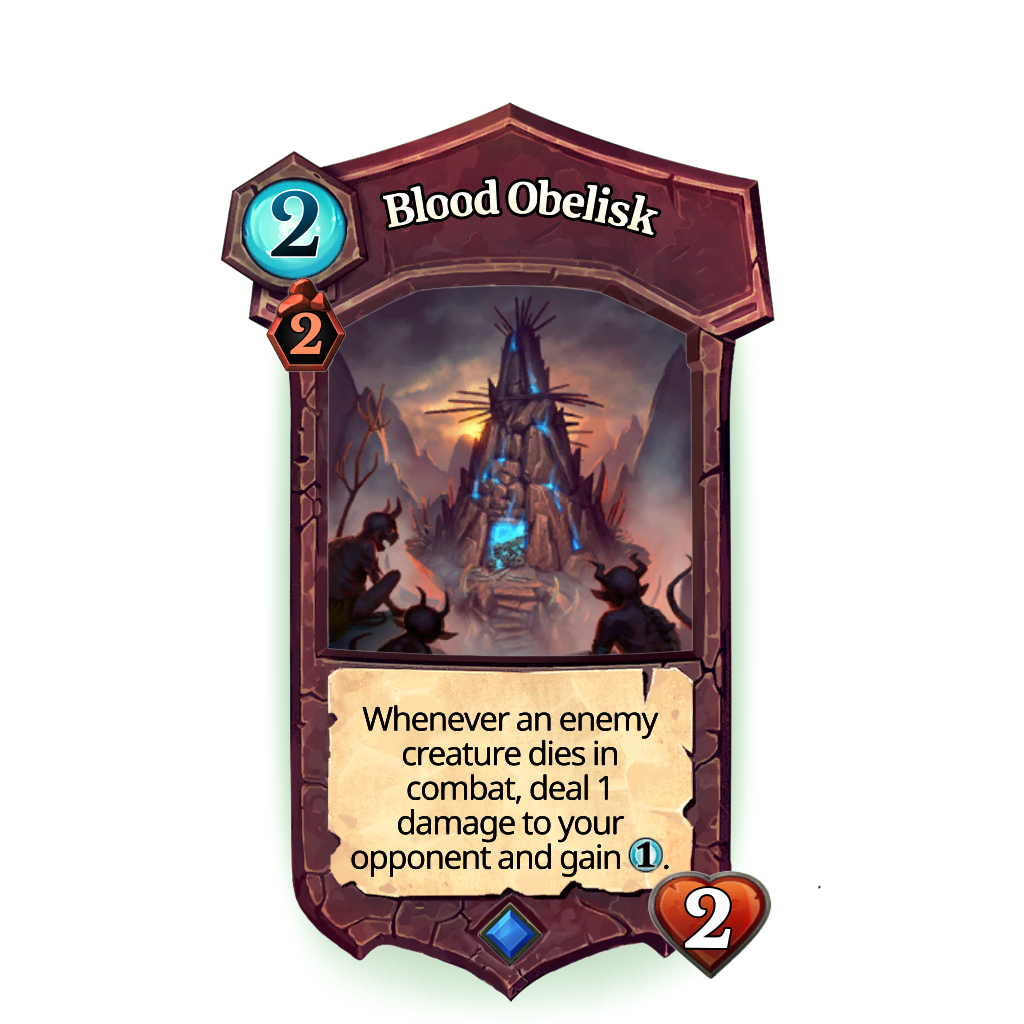 2
Blood Obelisk
2
Whenever an enemy
creature dies in
combat, deal 1
damage to your
opponent and gain 1.
2